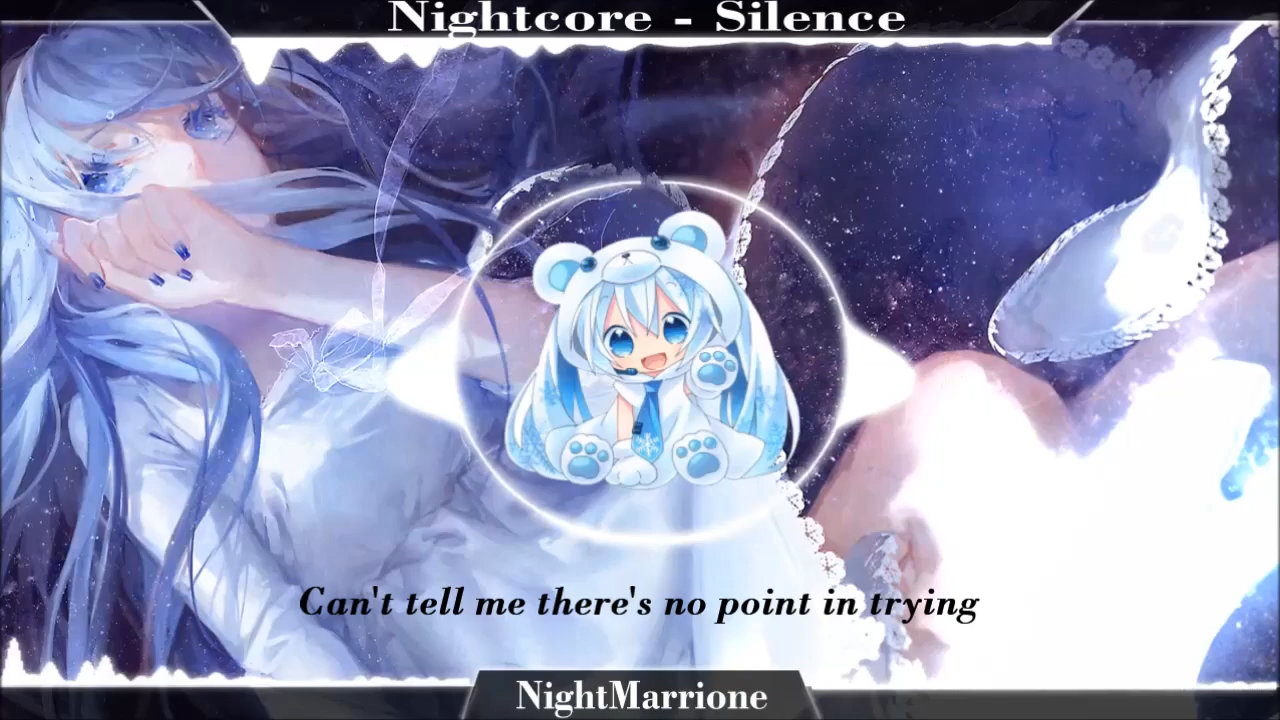 Nightcore - Silence
Can't tell me there's no point in trying
NightMarrione